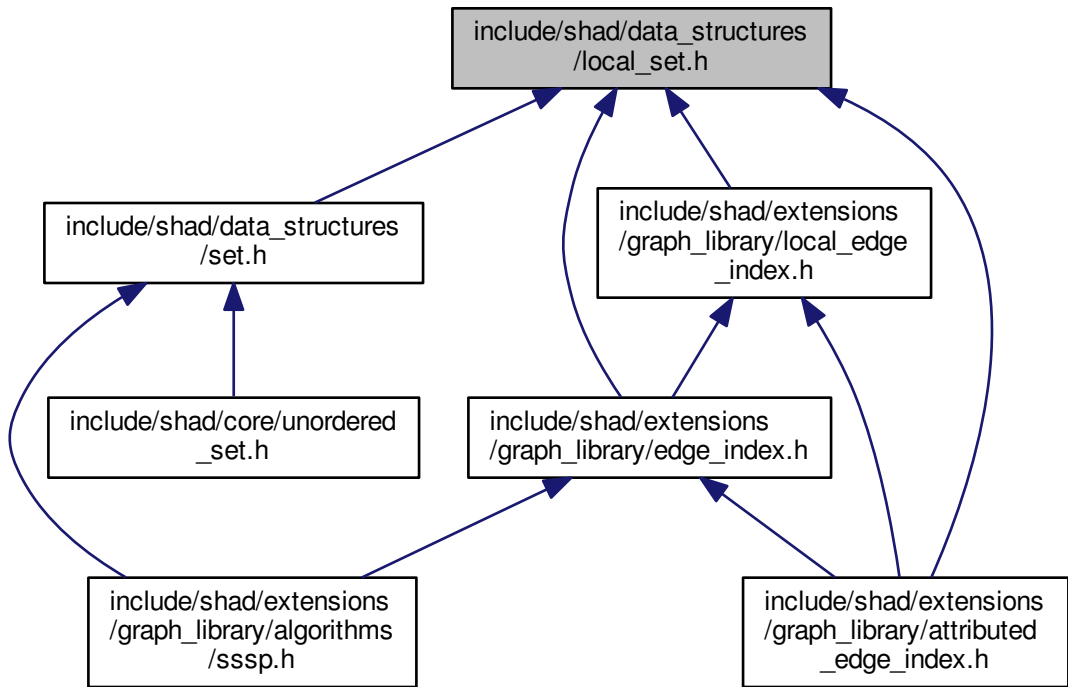 include/shad/data_structures
/local_set.h
include/shad/data_structures
/set.h
include/shad/extensions
/graph_library/local_edge
_index.h
include/shad/core/unordered
_set.h
include/shad/extensions
/graph_library/edge_index.h
include/shad/extensions
/graph_library/algorithms
/sssp.h
include/shad/extensions
/graph_library/attributed
_edge_index.h